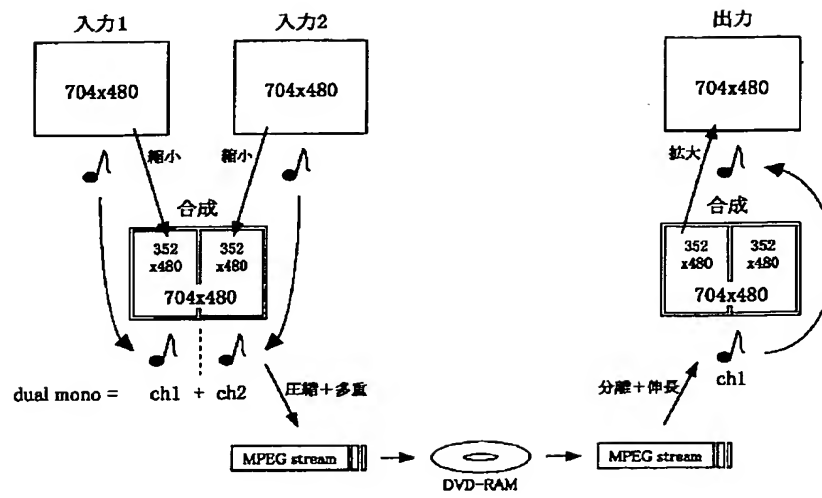 入力1
入力2
出力
704x480
704x480
704x480
縮小
縮小
拡大
合成
合成
352
x480
352
x480
704x480
352
x480
352
x480
704x480
dual mono = ch1 + ch2
圧縮＋多重
分離＋伸長
ch1
MPEG stream
DVD-RAM
MPEG stream